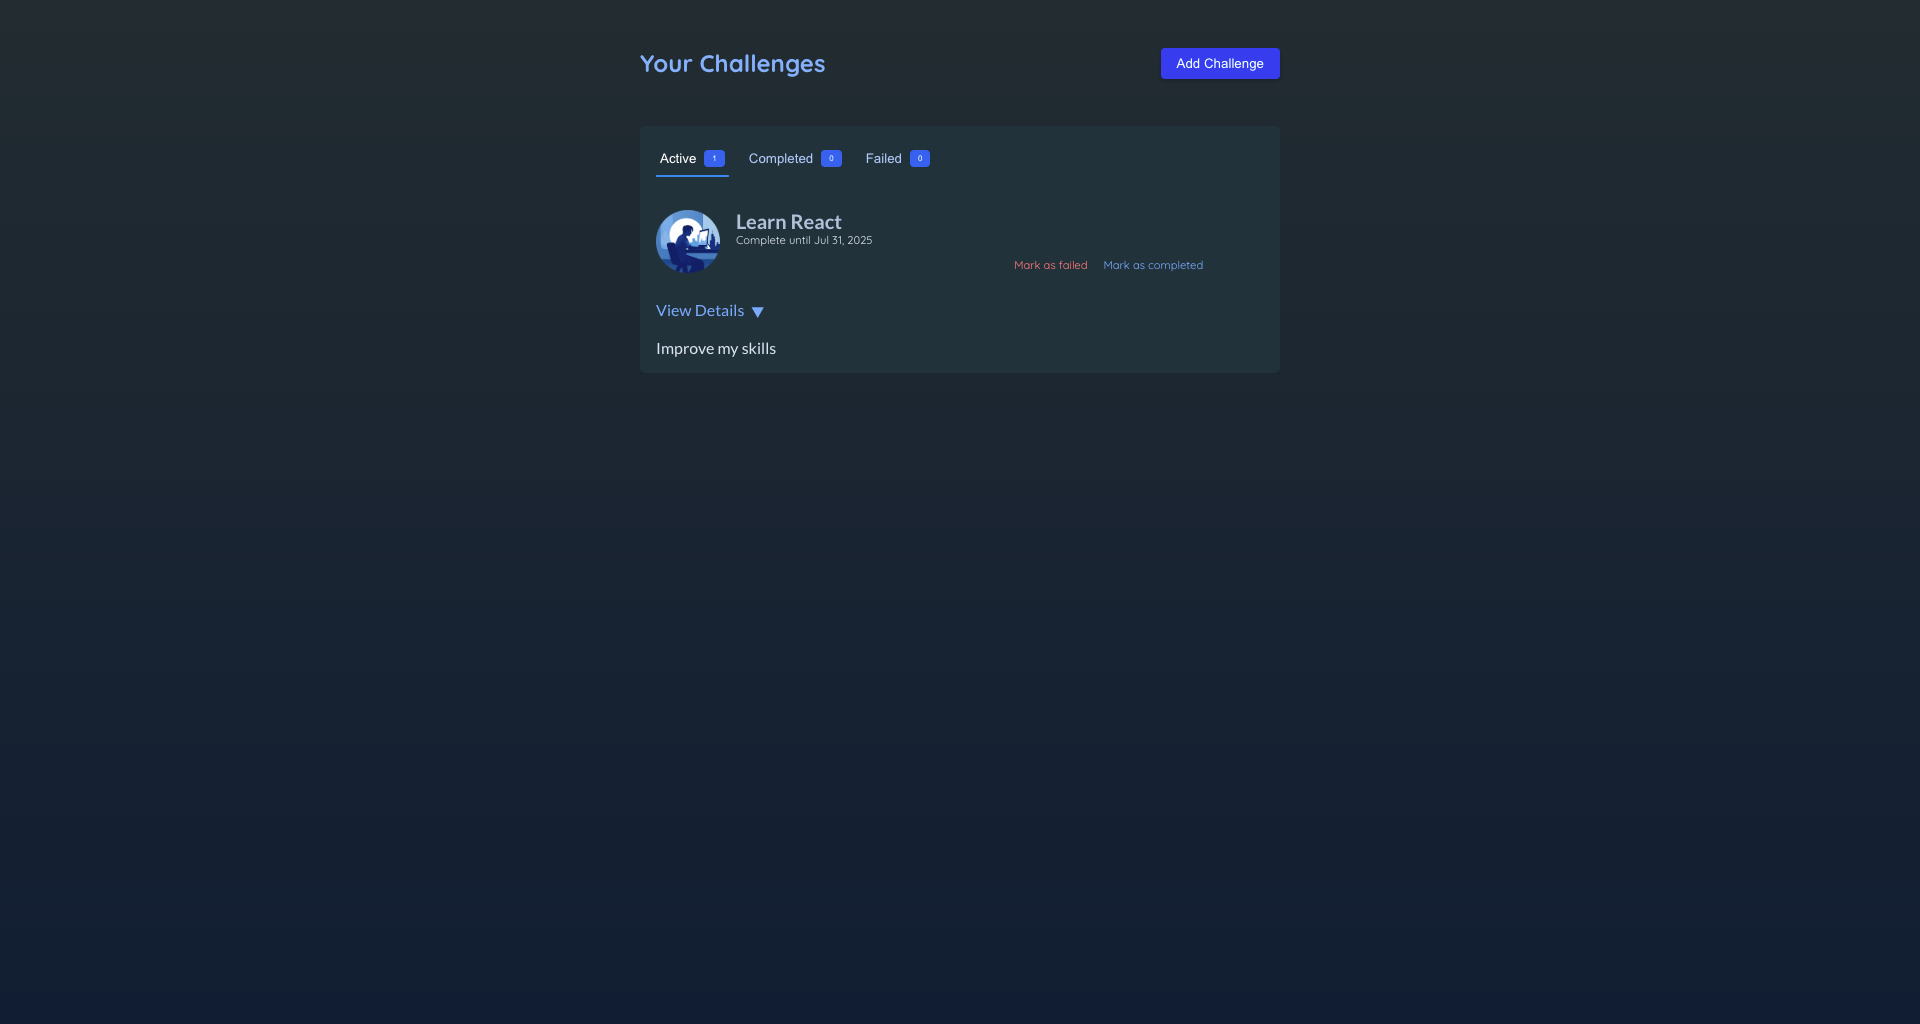 Your Challenges
Add Challenge
Active 1 Completed 0 Failed 0
Learn React
Complete until Jul 31, 2025
Mark as failed Mark as completed
View Details ▼
Improve my skills